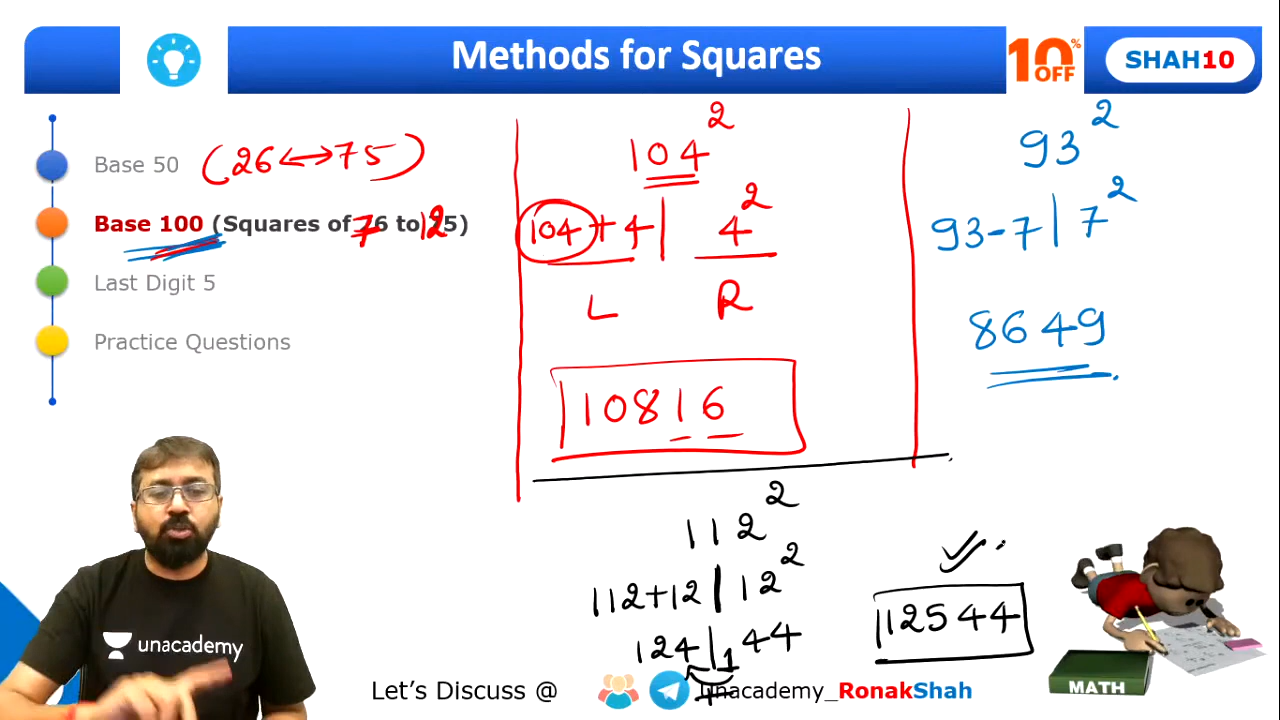 Methods for Squares
10% OFF
SHAH10
Base 50 (26↔75)
Base 100 (Squares of 76 to 125)
Last Digit 5
Practice Questions
104²
104+4 | 4²
L R
10816
93²
93-7 | 7²
8649
112²
112+12 | 12²
124 | 144
12544
unacademy
MATH
Let's Discuss @ unacademy_RonakShah